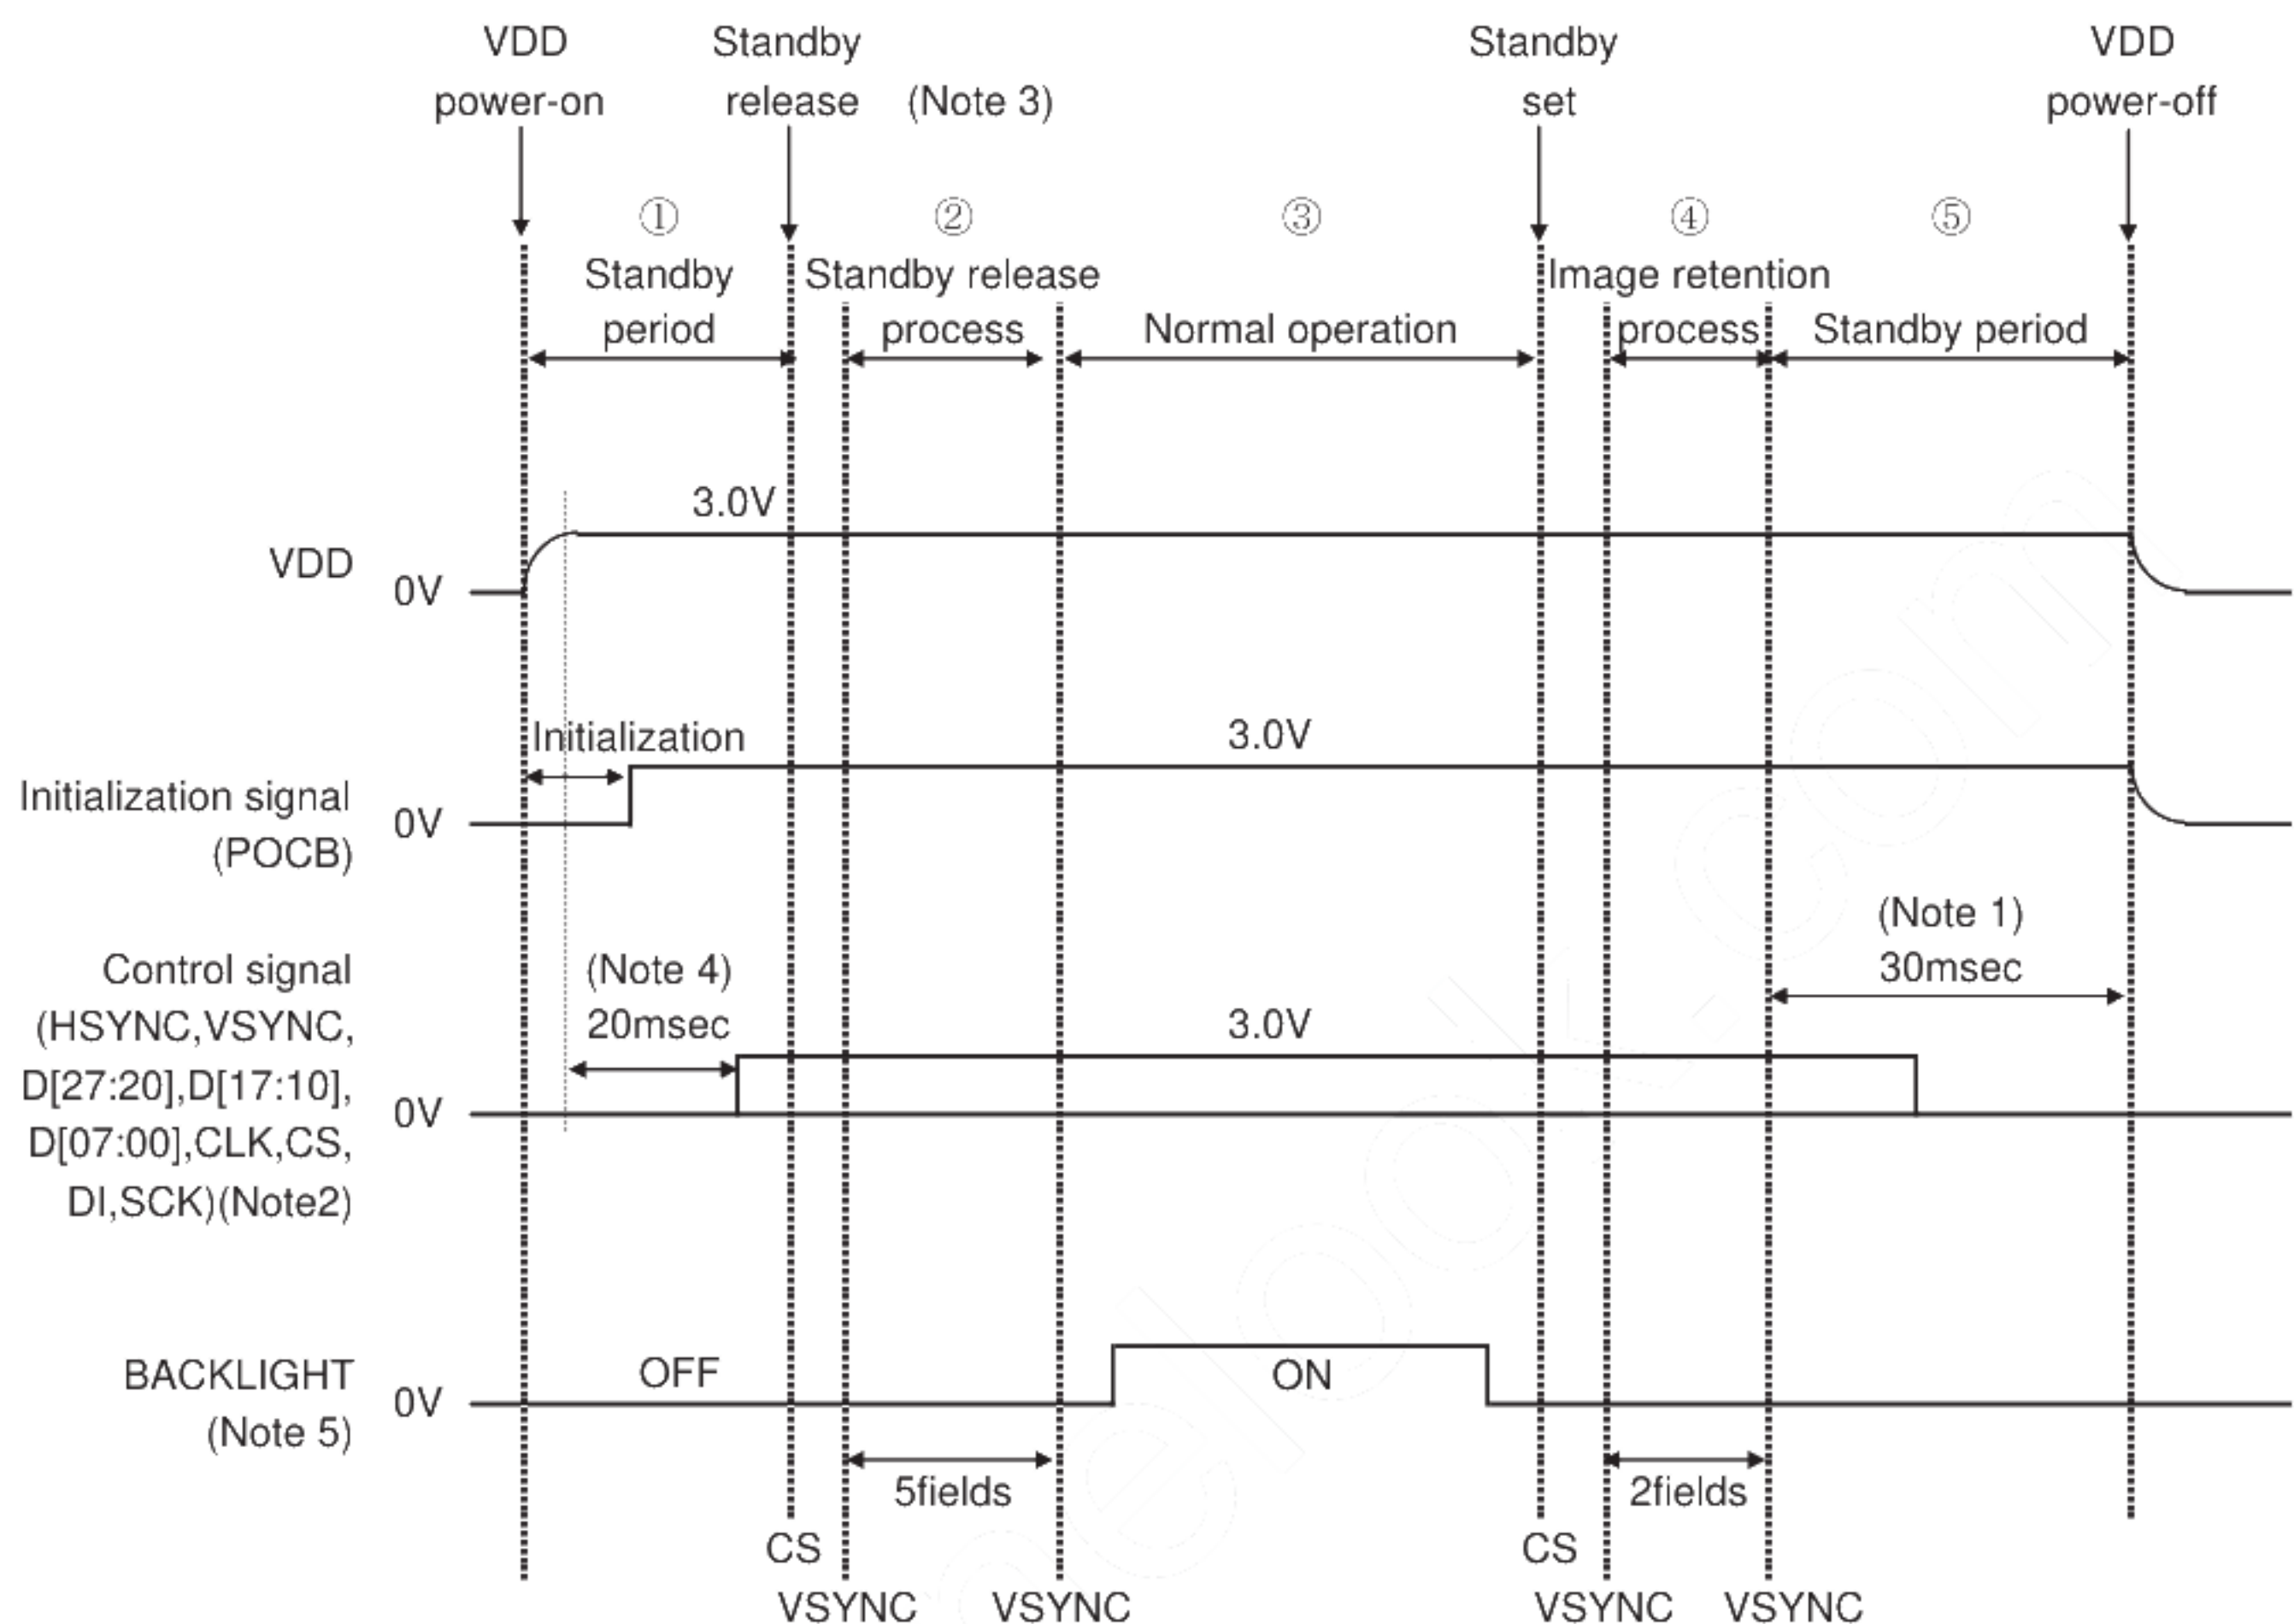 VDD
power-on
Standby
release
(Note 3)
Standby
set
VDD
power-off
①
②
③
④
⑤
Standby
period
Standby release
process
Normal operation
Image retention
process
Standby period
3.0V
VDD
0V
Initialization
3.0V
Initialization signal
(POCB)
0V
(Note 1)
30msec
Control signal
(HSYNC,VSYNC,
D[27:20],D[17:10],
D[07:00],CLK,CS,
DI,SCK)(Note2)
(Note 4)
20msec
3.0V
0V
BACKLIGHT
(Note 5)
0V
OFF
ON
5fields
2fields
CS
CS
VSYNC
VSYNC
VSYNC
VSYNC